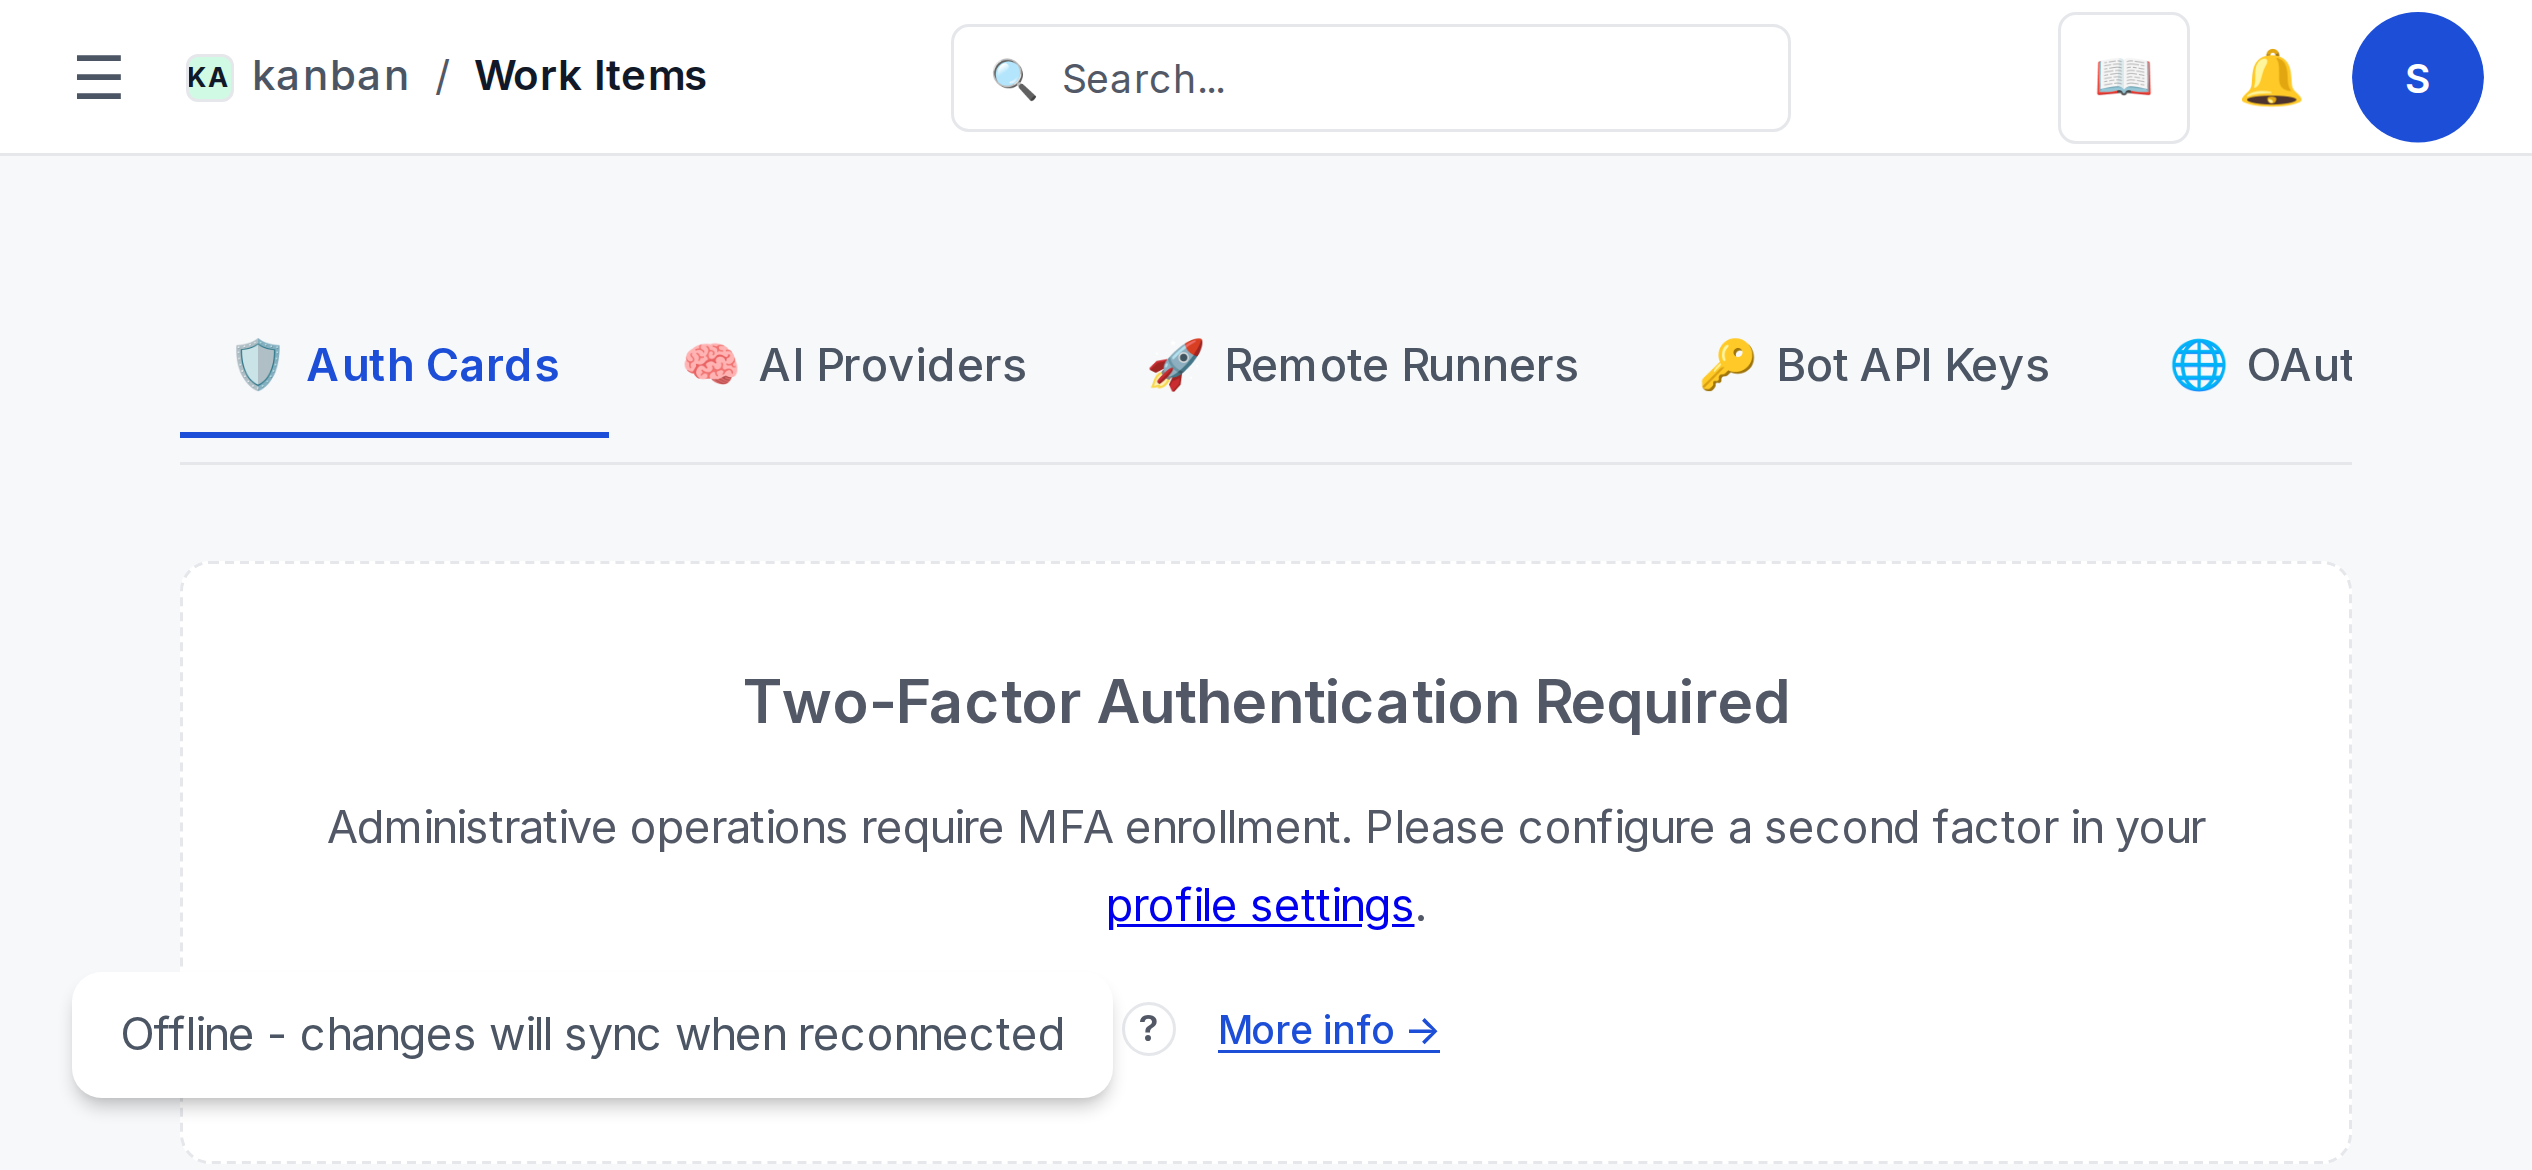 KA kanban / Work Items
Search...
S
Auth Cards
AI Providers
Remote Runners
Bot API Keys
OAut
Two-Factor Authentication Required
Administrative operations require MFA enrollment. Please configure a second factor in your
profile settings.
Offline - changes will sync when reconnected
?
More info →